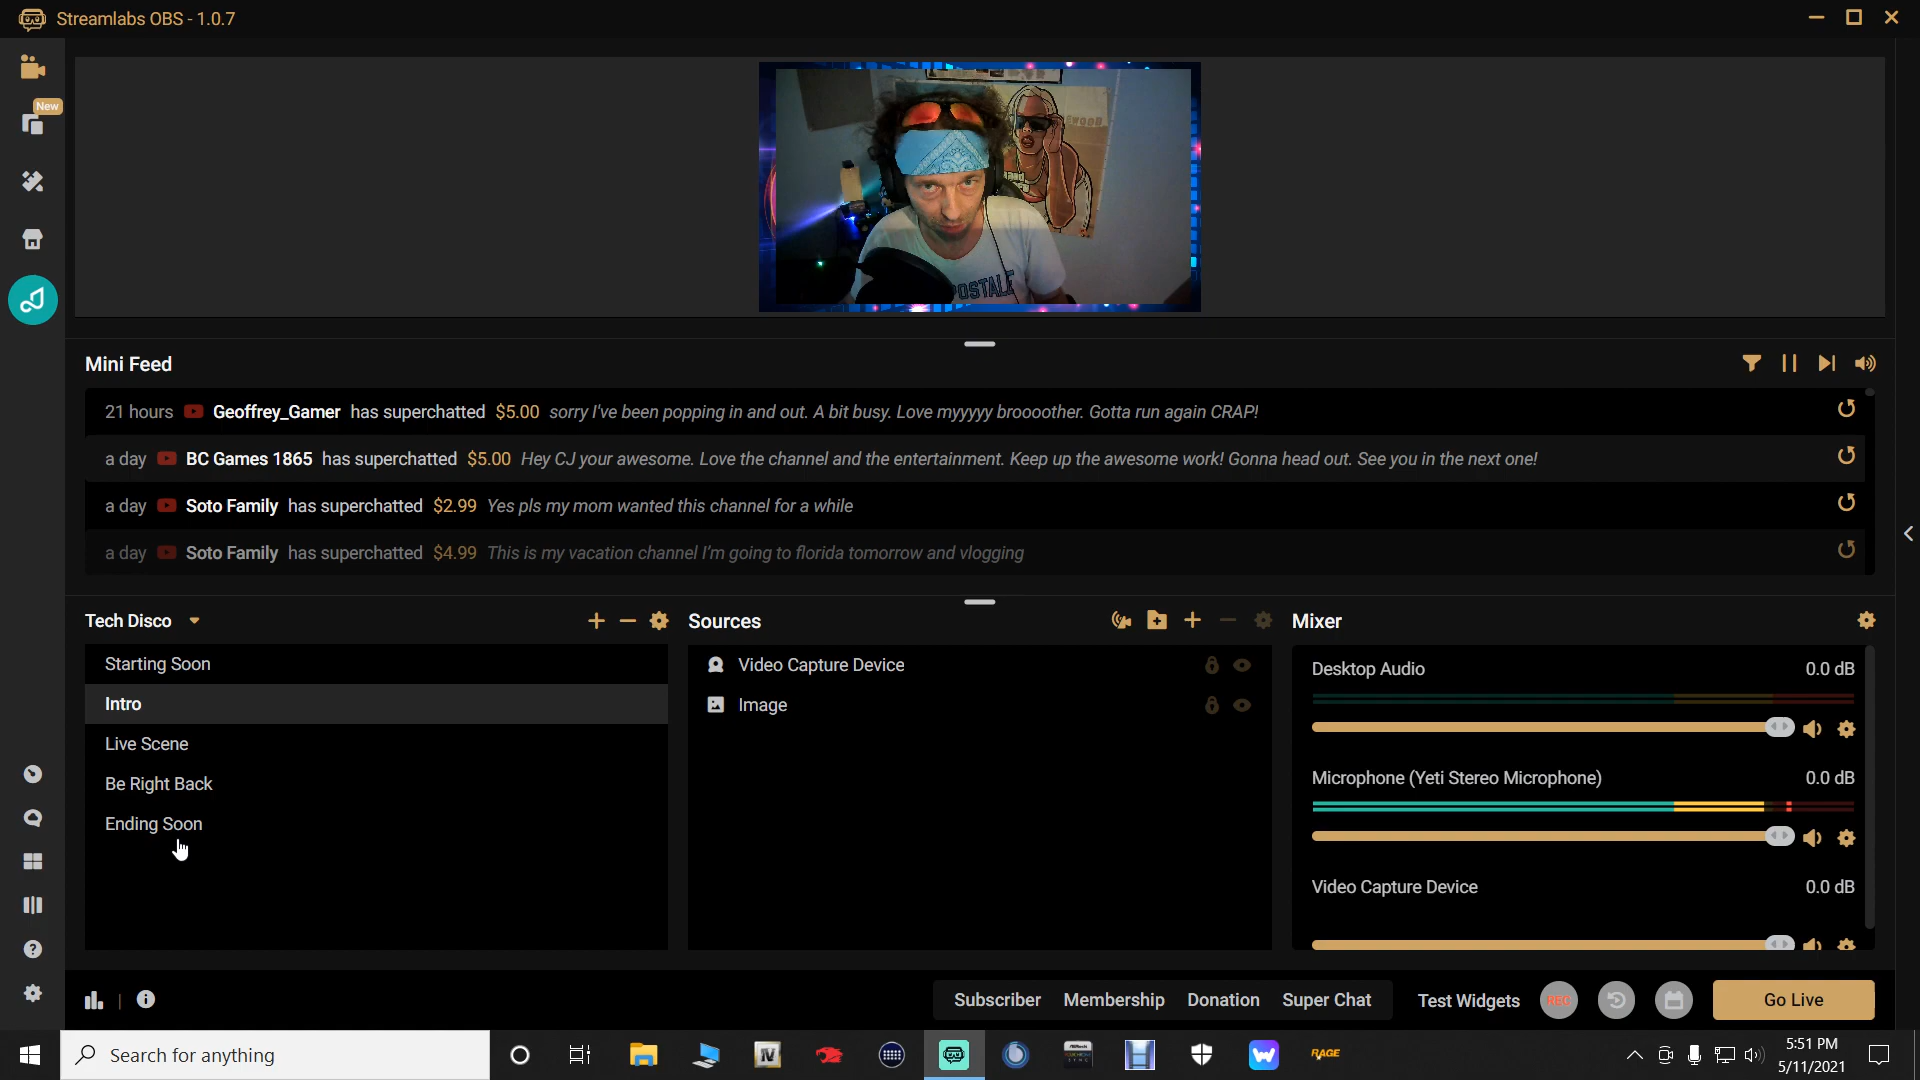 Streamlabs OBS - 1.0.7
New
WOOD
POSTALE
Mini Feed
21 hours Geoffrey_Gamer has superchatted $5.00 sorry I've been popping in and out. A bit busy. Love myyyyy broooother. Gotta run again CRAP!
a day BC Games 1865 has superchatted $5.00 Hey CJ your awesome. Love the channel and the entertainment. Keep up the awesome work! Gonna head out. See you in the next one!
a day Soto Family has superchatted $2.99 Yes pls my mom wanted this channel for a while
a day Soto Family has superchatted $4.99 This is my vacation channel I'm going to florida tomorrow and vlogging
Tech Disco
Starting Soon
Intro
Live Scene
Be Right Back
Ending Soon
Sources
Video Capture Device
Image
Mixer
Desktop Audio 0.0 dB
Microphone (Yeti Stereo Microphone) 0.0 dB
Video Capture Device 0.0 dB
Subscriber Membership Donation Super Chat Test Widgets REC Go Live
Search for anything
IV
RAGE
5:51 PM
5/11/2021